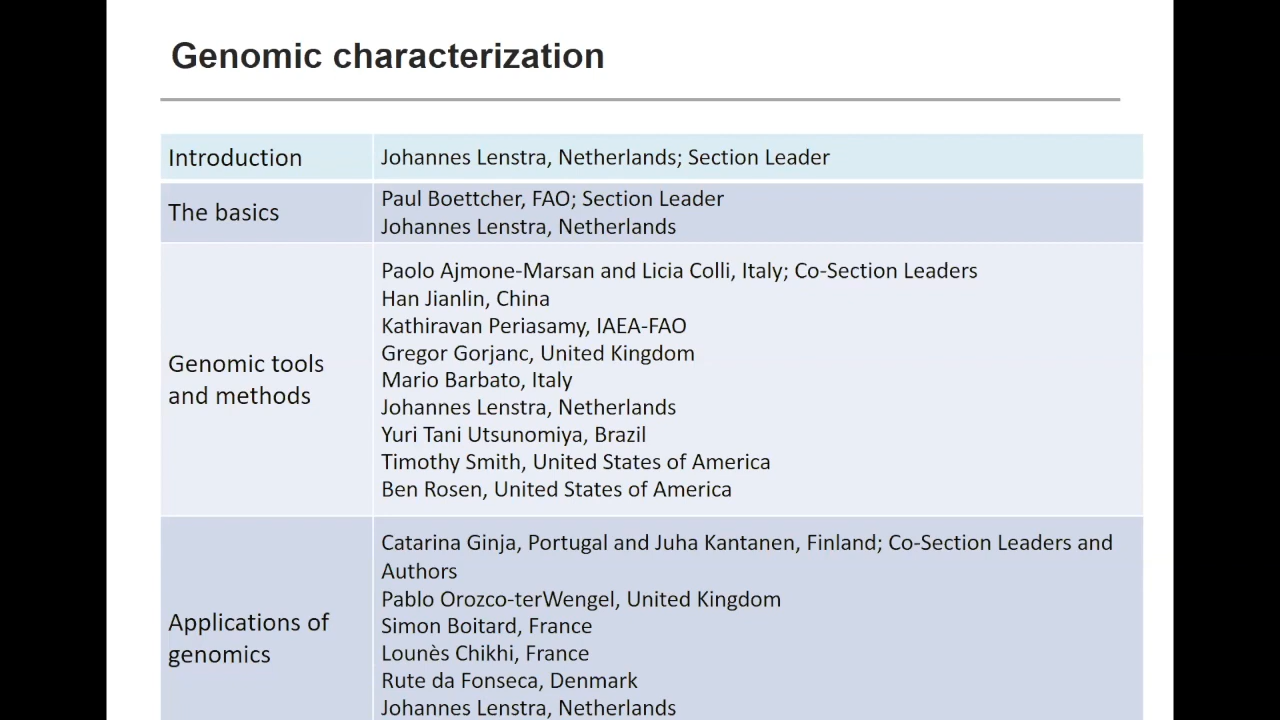 Genomic characterization
Introduction
Johannes Lenstra, Netherlands; Section Leader
The basics
Paul Boettcher, FAO; Section Leader
Johannes Lenstra, Netherlands
Genomic tools
and methods
Paolo Ajmone-Marsan and Licia Colli, Italy; Co-Section Leaders
Han Jianlin, China
Kathiravan Periasamy, IAEA-FAO
Gregor Gorjanc, United Kingdom
Mario Barbato, Italy
Johannes Lenstra, Netherlands
Yuri Tani Utsunomiya, Brazil
Timothy Smith, United States of America
Ben Rosen, United States of America
Applications of
genomics
Catarina Ginja, Portugal and Juha Kantanen, Finland; Co-Section Leaders and
Authors
Pablo Orozco-terWengel, United Kingdom
Simon Boitard, France
Lounès Chikhi, France
Rute da Fonseca, Denmark
Johannes Lenstra, Netherlands